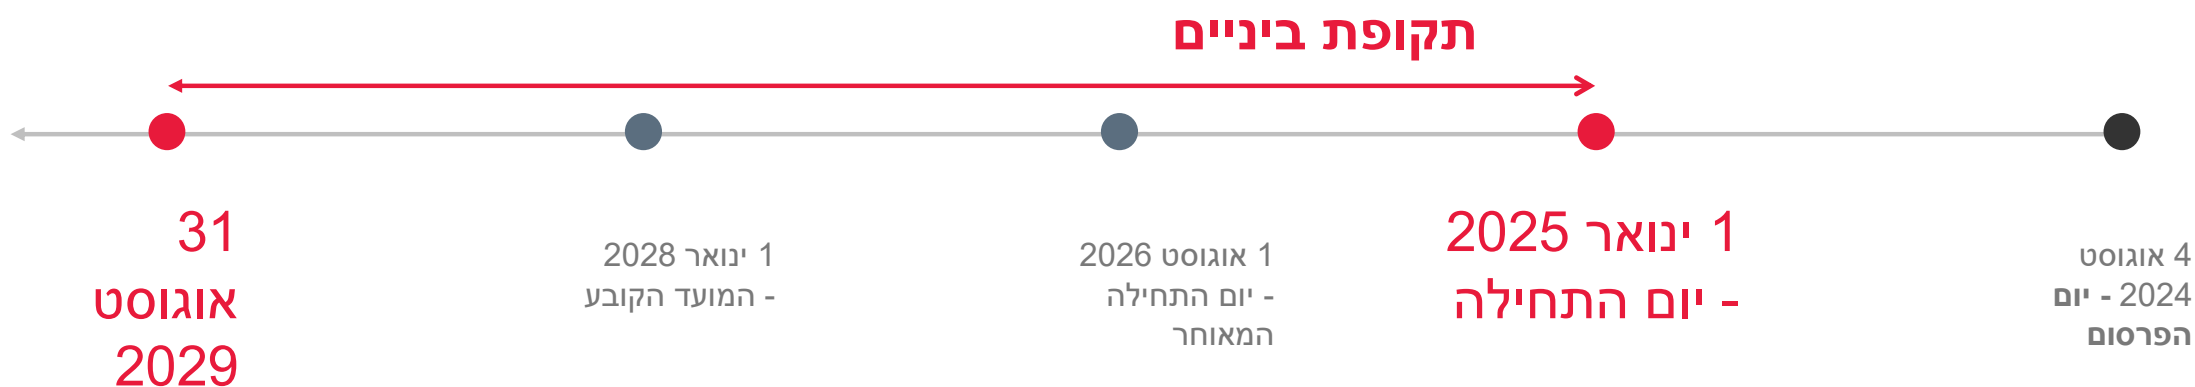 תקופת ביניים
4 אוגוסט
2024 - יום
הפרסום
1 ינואר 2025
- יום התחילה
1 אוגוסט 2026
- יום התחילה
המאוחר
1 ינואר 2028
- המועד הקובע
31
אוגוסט
2029